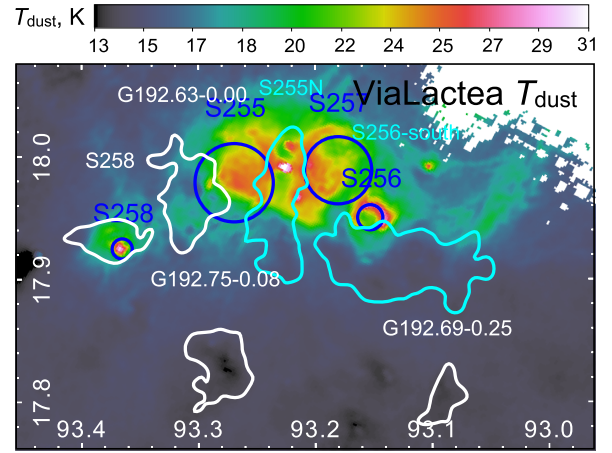 Tdust, K
13 15 17 18 20 22 24 25 27 29 31
ViaLactea Tdust
S255N
G192.63-0.00
S255
S257
S256-south
S258
S256
S258
G192.75-0.08
G192.69-0.25
18.0
17.9
17.8
93.4 93.3 93.2 93.1 93.0